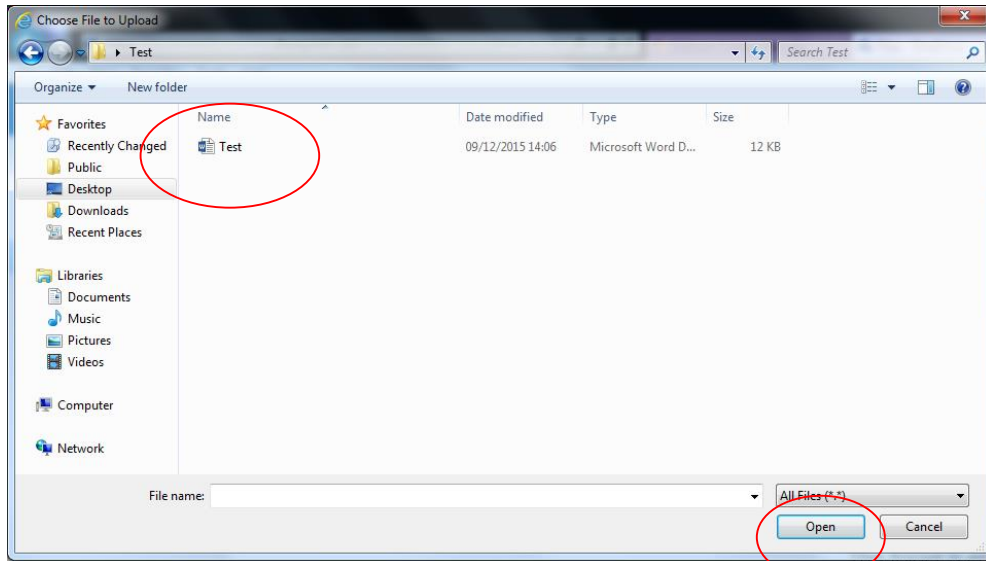 Choose File to Upload
Test
Search Test
Organize New folder
Name Date modified Type Size
Test 09/12/2015 14:06 Microsoft Word D... 12 KB
Favorites
Recently Changed
Public
Desktop
Downloads
Recent Places
Libraries
Documents
Music
Pictures
Videos
Computer
Network
File name: All Files (*.*)
Open Cancel